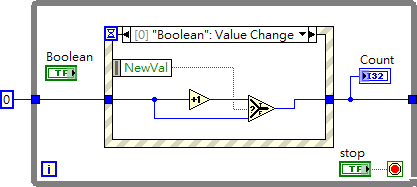 [0] "Boolean": Value Change
Boolean
TF
NewVal
Count
I32
0
+1
?
i
stop
TF